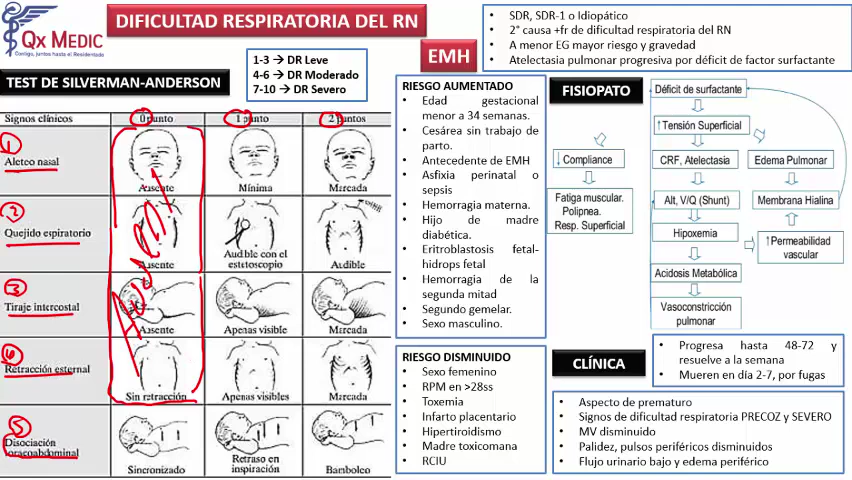 Qx MEDIC
Contigo, juntos hasta el Residentado
DIFICULTAD RESPIRATORIA DEL RN
TEST DE SILVERMAN-ANDERSON
1-3 → DR Leve
4-6 → DR Moderado
7-10 → DR Severo
Signos clínicos 0 punto 1 punto 2 puntos
1
Aleteo nasal
Ausente Mínima Marcada
2
Quejido espiratorio
Ausente Audible con el
estetoscopio Audible
3
Tiraje intercostal
Ausente Apenas visible Marcada
4
Retracción esternal
Sin retracción Apenas visibles Marcada
5
Disociación
toracoabdominal
Sincronizado Retraso en
inspiración Bamboleo
EMH
• SDR, SDR-1 o Idiopático
• 2° causa +fr de dificultad respiratoria del RN
• A menor EG mayor riesgo y gravedad
• Atelectasia pulmonar progresiva por déficit de factor surfactante
RIESGO AUMENTADO
• Edad gestacional
menor a 34 semanas.
• Cesárea sin trabajo de
parto.
• Antecedente de EMH
• Asfixia perinatal o
sepsis
• Hemorragia materna.
• Hijo de madre
diabética.
• Eritroblastosis fetal-
hidrops fetal
• Hemorragia de la
segunda mitad
• Segundo gemelar.
• Sexo masculino.
RIESGO DISMINUIDO
• Sexo femenino
• RPM en >28ss
• Toxemia
• Infarto placentario
• Hipertiroidismo
• Madre toxicomana
• RCIU
FISIOPATO
Déficit de surfactante
↑Tensión Superficial
↓Compliance
CRF, Atelectasia
Edema Pulmonar
Fatiga muscular.
Polipnea.
Resp. Superficial
Alt, V/Q (Shunt)
Membrana Hialina
Hipoxemia
↑Permeabilidad
vascular
Acidosis Metabólica
Vasoconstricción
pulmonar
CLÍNICA
• Progresa hasta 48-72 y
resuelve a la semana
• Mueren en día 2-7, por fugas
• Aspecto de prematuro
• Signos de dificultad respiratoria PRECOZ y SEVERO
• MV disminuido
• Palidez, pulsos periféricos disminuidos
• Flujo urinario bajo y edema periférico